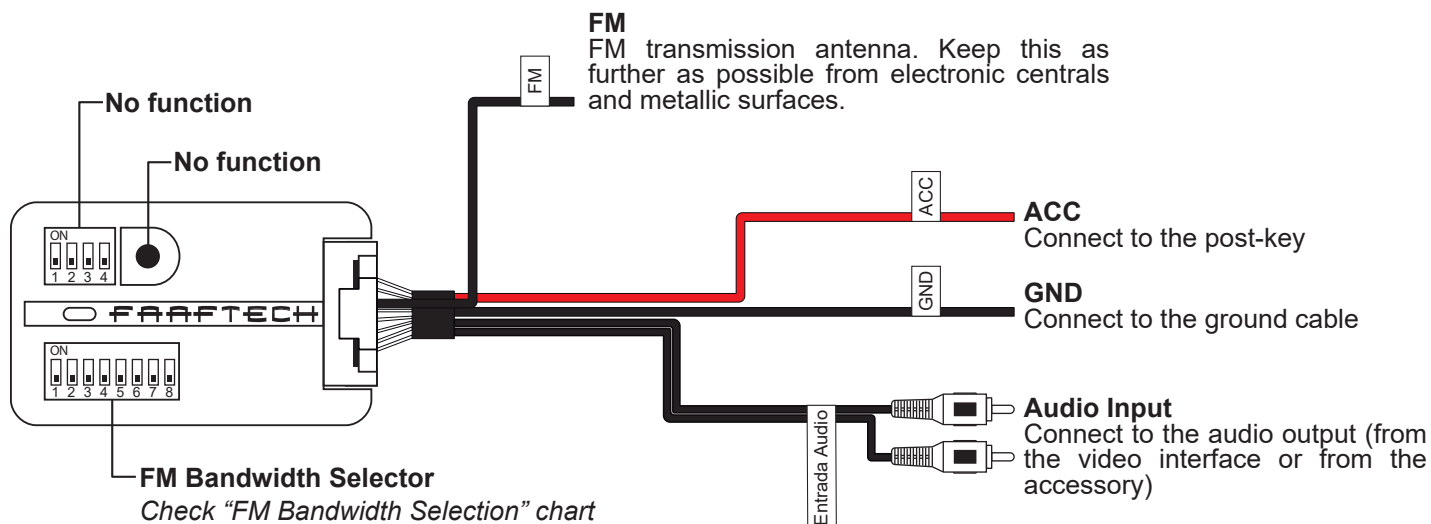 FM
FM transmission antenna. Keep this as
further as possible from electronic centrals
and metallic surfaces.
FM
No function
No function
ON
1 2 3 4
FAAFTECH
ON
1 2 3 4 5 6 7 8
ACC
ACC
Connect to the post-key
GND
GND
Connect to the ground cable
Entrada Audio
Audio Input
Connect to the audio output (from
the video interface or from the
accessory)
FM Bandwidth Selector
Check “FM Bandwidth Selection” chart